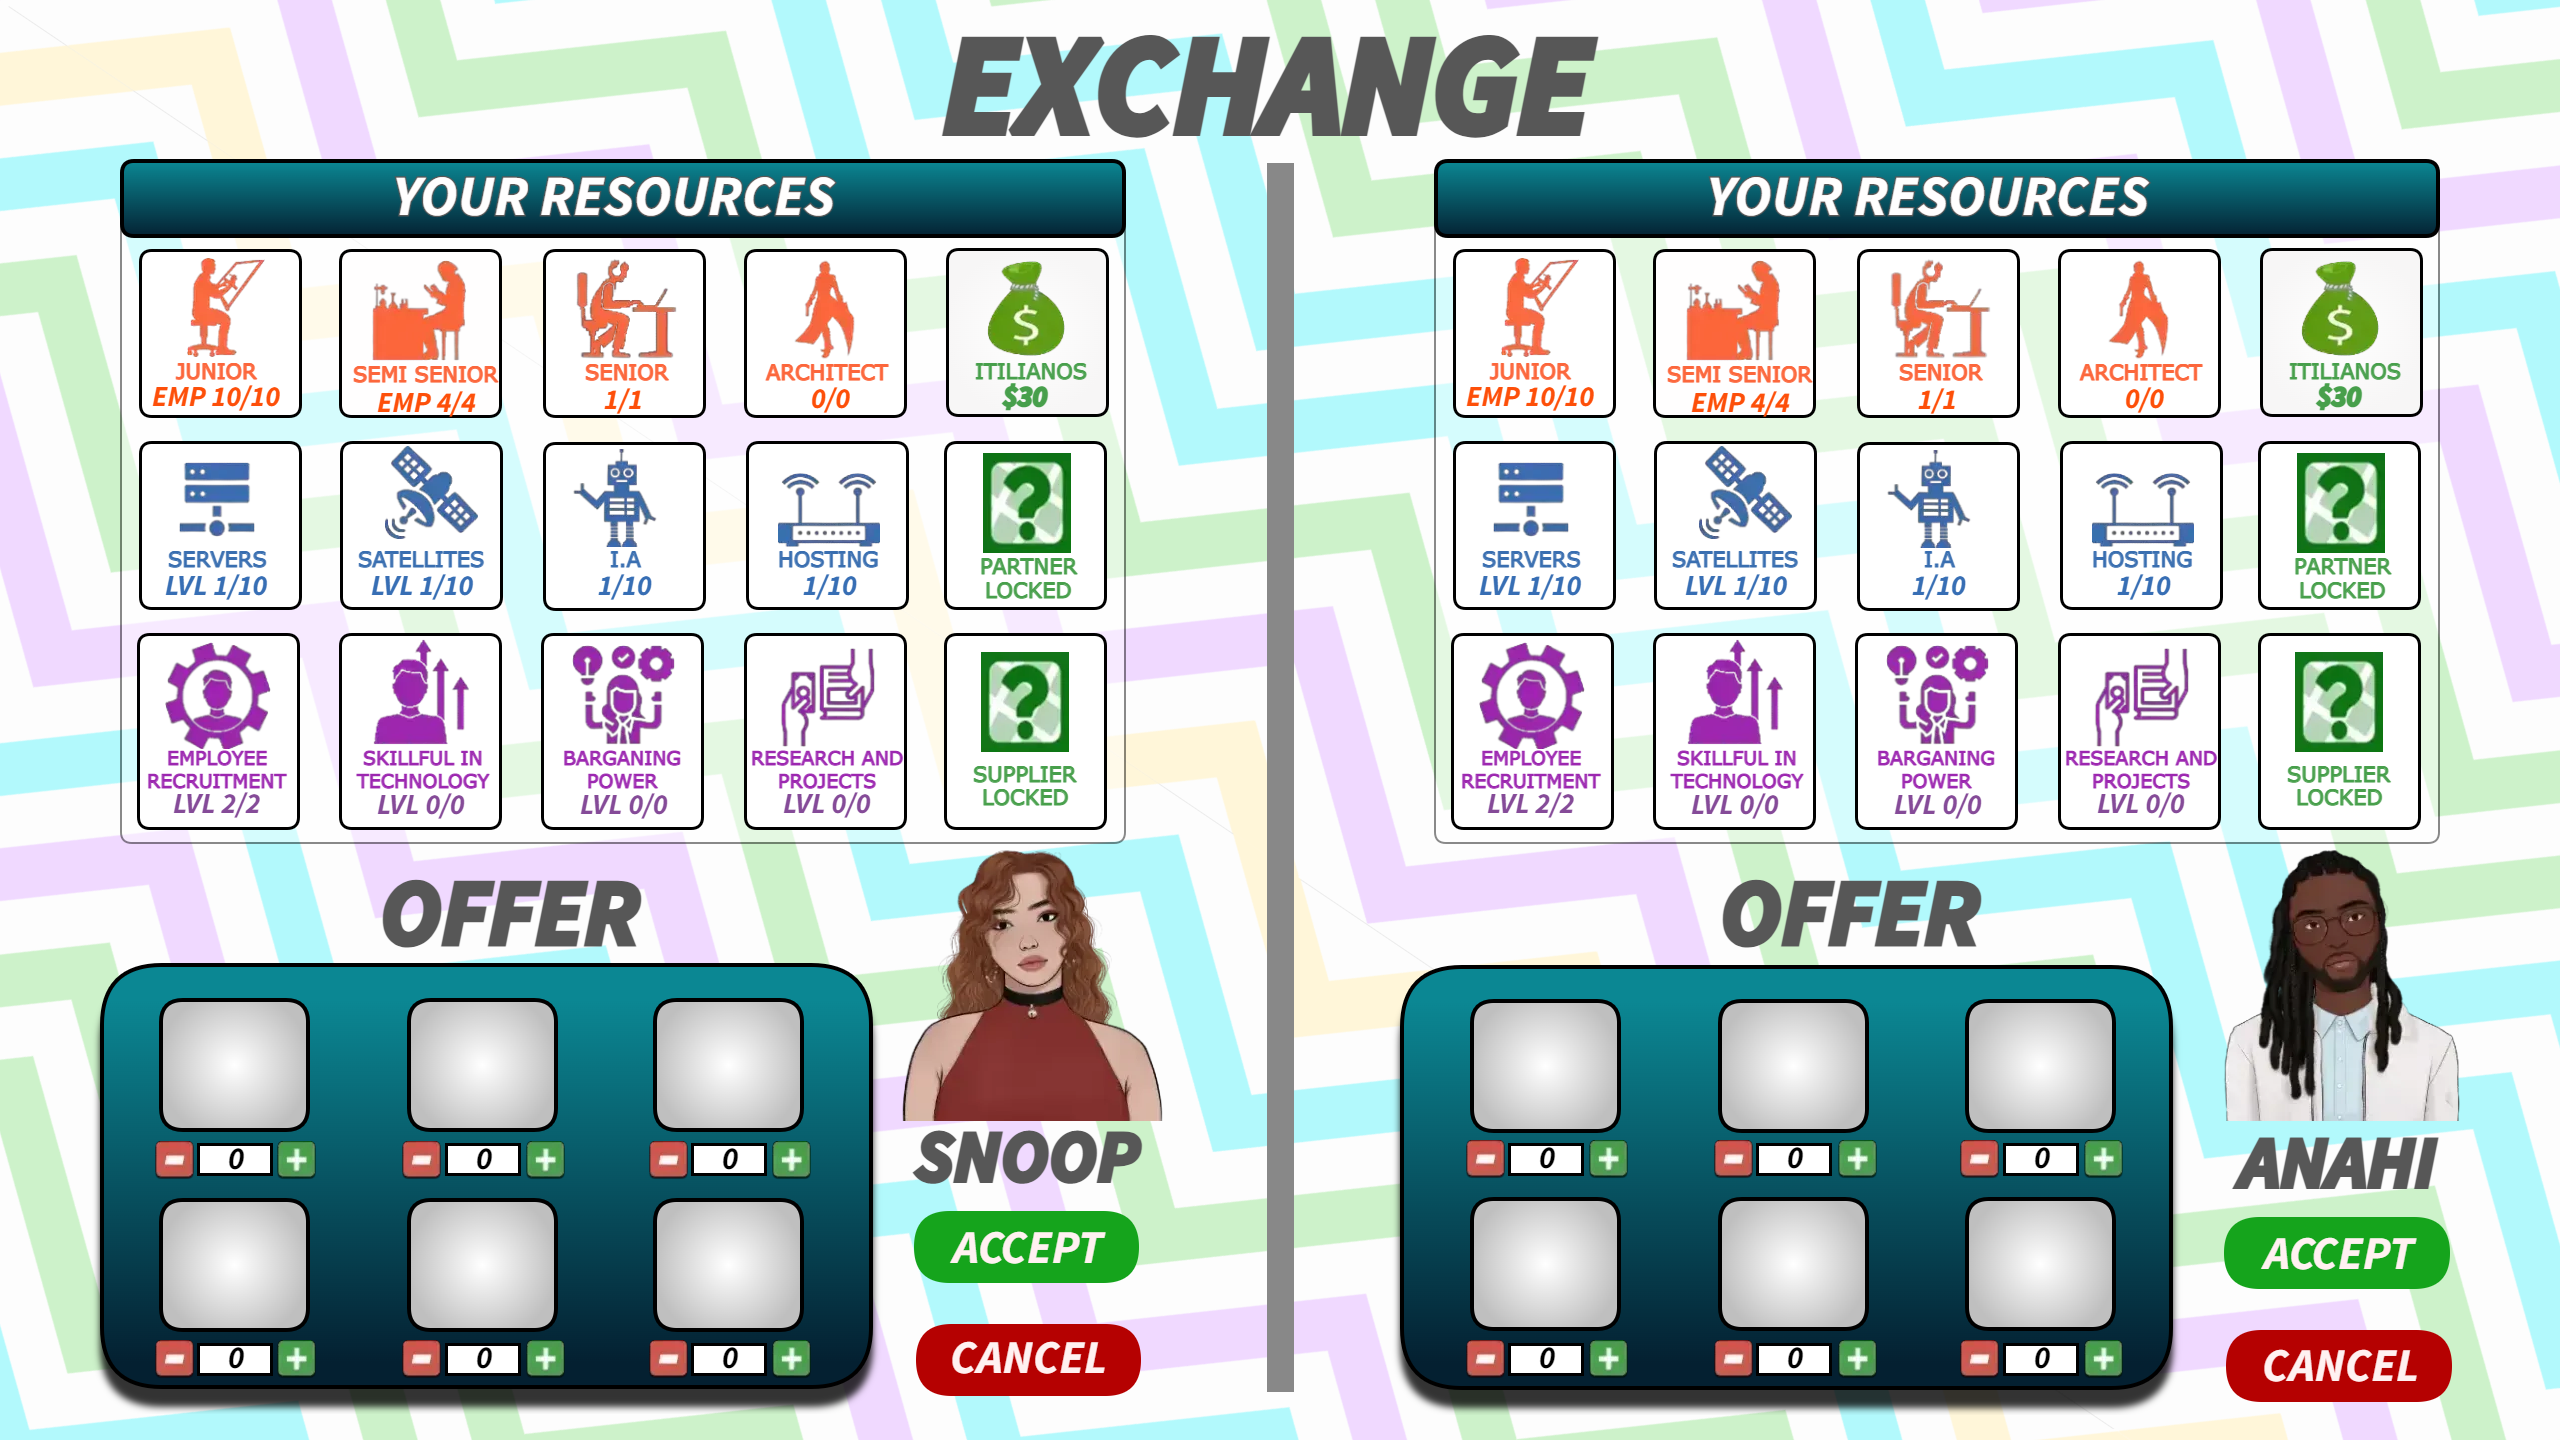 EXCHANGE
YOUR RESOURCES
JUNIOR
EMP 10/10
SEMI SENIOR
EMP 4/4
SENIOR
1/1
ARCHITECT
0/0
$
ITILIANOS
$30
SERVERS
LVL 1/10
SATELLITES
LVL 1/10
I.A
1/10
HOSTING
1/10
?
PARTNER
LOCKED
EMPLOYEE
RECRUITMENT
LVL 2/2
SKILLFUL IN
TECHNOLOGY
LVL 0/0
BARGANING
POWER
LVL 0/0
RESEARCH AND
PROJECTS
LVL 0/0
?
SUPPLIER
LOCKED
OFFER
0
0
0
0
0
0
SNOOP
ACCEPT
CANCEL
YOUR RESOURCES
JUNIOR
EMP 10/10
SEMI SENIOR
EMP 4/4
SENIOR
1/1
ARCHITECT
0/0
$
ITILIANOS
$30
SERVERS
LVL 1/10
SATELLITES
LVL 1/10
I.A
1/10
HOSTING
1/10
?
PARTNER
LOCKED
EMPLOYEE
RECRUITMENT
LVL 2/2
SKILLFUL IN
TECHNOLOGY
LVL 0/0
BARGANING
POWER
LVL 0/0
RESEARCH AND
PROJECTS
LVL 0/0
?
SUPPLIER
LOCKED
OFFER
0
0
0
0
0
0
ANAHI
ACCEPT
CANCEL